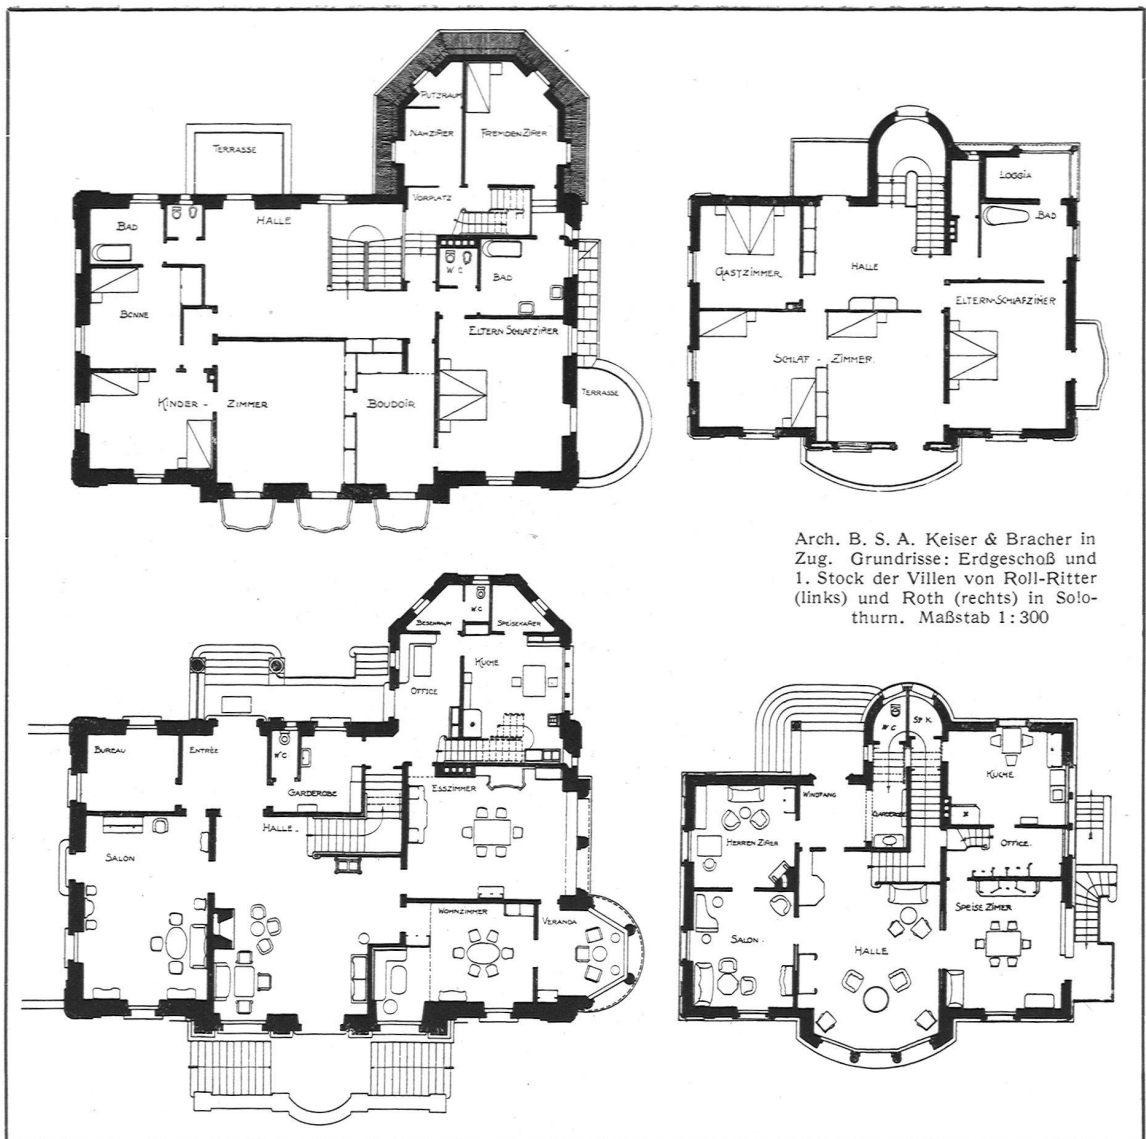 PUTZRAUM
NÄHZIMER
FREMDENZIMER
TERRASSE
VORPLATZ
HALLE
BAD
W C
BAD
BONNE
ELTERN SCHLAFZIMER
KINDER - ZIMMER
BOUDOIR
TERRASSE
LOGGIA
BAD
GASTZIMMER
HALLE
ELTERN-SCHLAFZIMER
SCHLAF - ZIMMER.
Arch. B. S. A. Keiser & Bracher in
Zug. Grundrisse: Erdgeschoß und
1. Stock der Villen von Roll-Ritter
(links) und Roth (rechts) in Solo-
thurn. Maßstab 1:300
BESENRAUM
W C
SPEISEKAMER
KÜCHE
OFFICE
BUREAU
ENTRÉE
W C
GARDEROBE
ESSZIMMER
HALLE -
SALON
WOHNZIMMER
VERANDA
W C
SP. K.
KÜCHE
WINDFANG
GARDEROBE
HERREN ZIMER
OFFICE.
SPEISE ZIMER
SALON -
HALLE